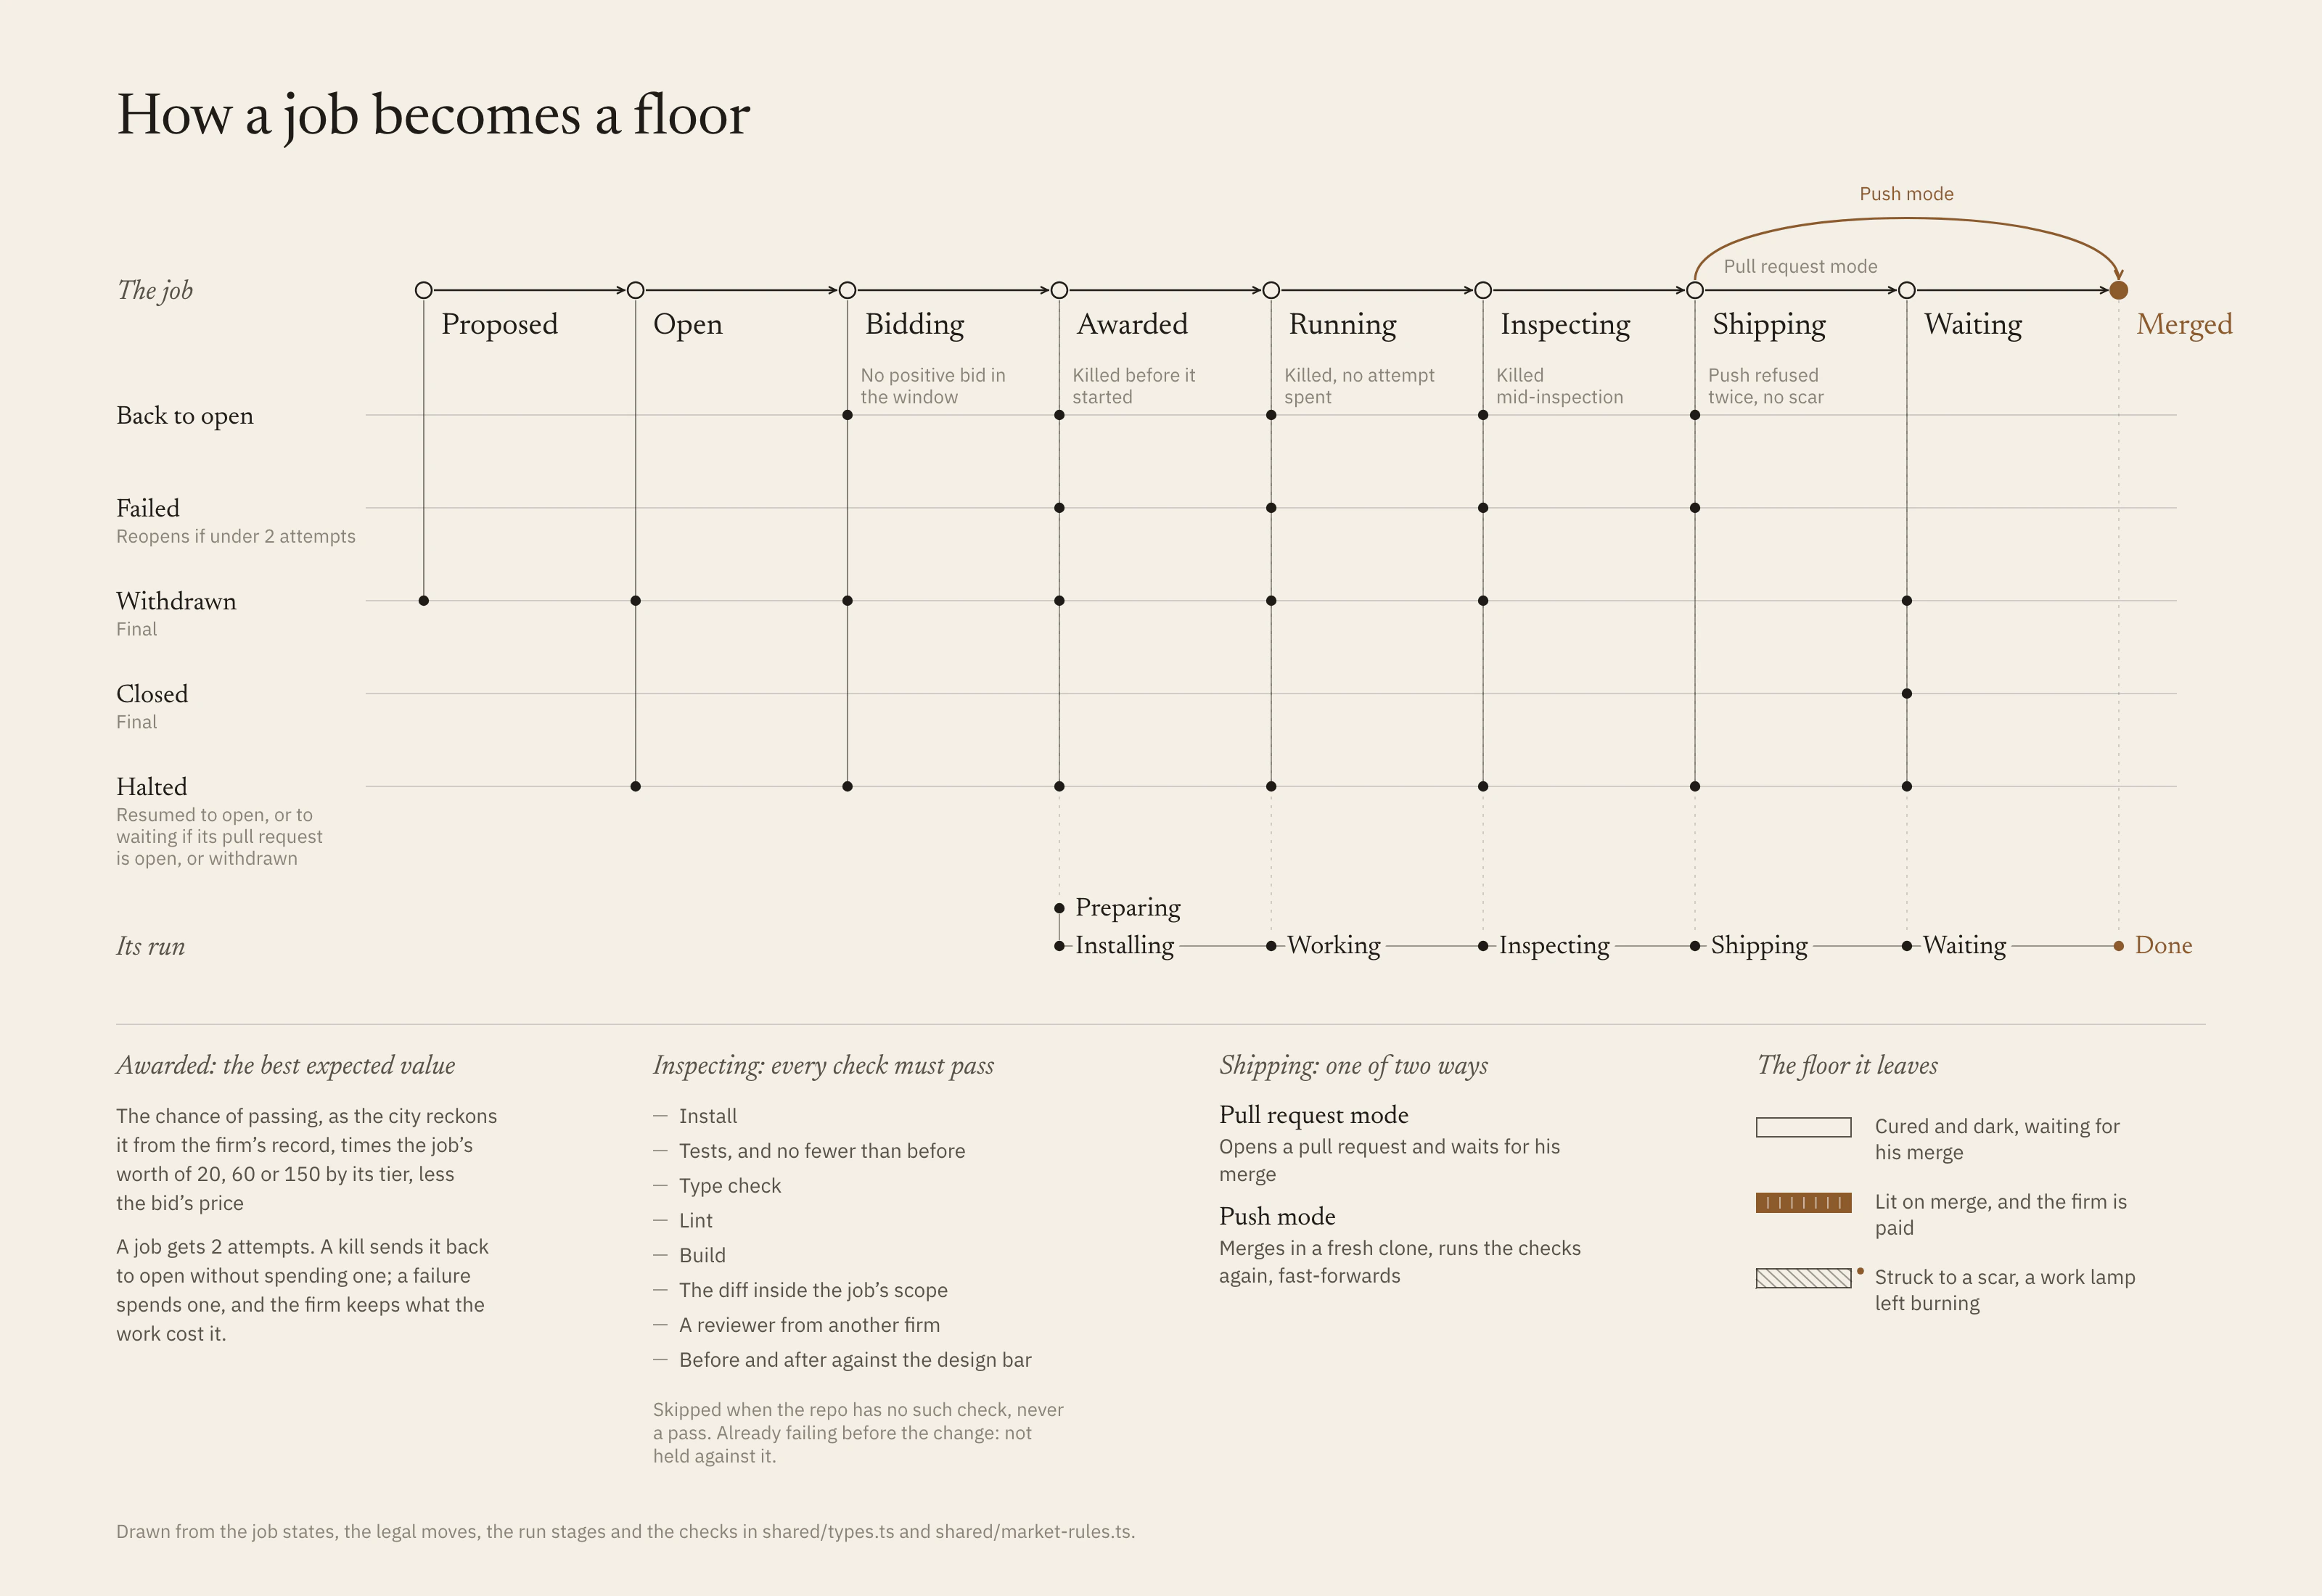 How a job becomes a floor
Push mode
Pull request mode
The job
Proposed
Open
Bidding
Awarded
Running
Inspecting
Shipping
Waiting
Merged
No positive bid in
the window
Killed before it
started
Killed, no attempt
spent
Killed
mid-inspection
Push refused
twice, no scar
Back to open
Failed
Reopens if under 2 attempts
Withdrawn
Final
Closed
Final
Halted
Resumed to open, or to
waiting if its pull request
is open, or withdrawn
Preparing
Its run
Installing
Working
Inspecting
Shipping
Waiting
Done
Awarded: the best expected value
The chance of passing, as the city reckons
it from the firm’s record, times the job’s
worth of 20, 60 or 150 by its tier, less
the bid’s price
A job gets 2 attempts. A kill sends it back
to open without spending one; a failure
spends one, and the firm keeps what the
work cost it.
Inspecting: every check must pass
— Install
— Tests, and no fewer than before
— Type check
— Lint
— Build
— The diff inside the job’s scope
— A reviewer from another firm
— Before and after against the design bar
Skipped when the repo has no such check, never
a pass. Already failing before the change: not
held against it.
Shipping: one of two ways
Pull request mode
Opens a pull request and waits for his
merge
Push mode
Merges in a fresh clone, runs the checks
again, fast-forwards
The floor it leaves
Cured and dark, waiting for
his merge
Lit on merge, and the firm is
paid
Struck to a scar, a work lamp
left burning
Drawn from the job states, the legal moves, the run stages and the checks in shared/types.ts and shared/market-rules.ts.